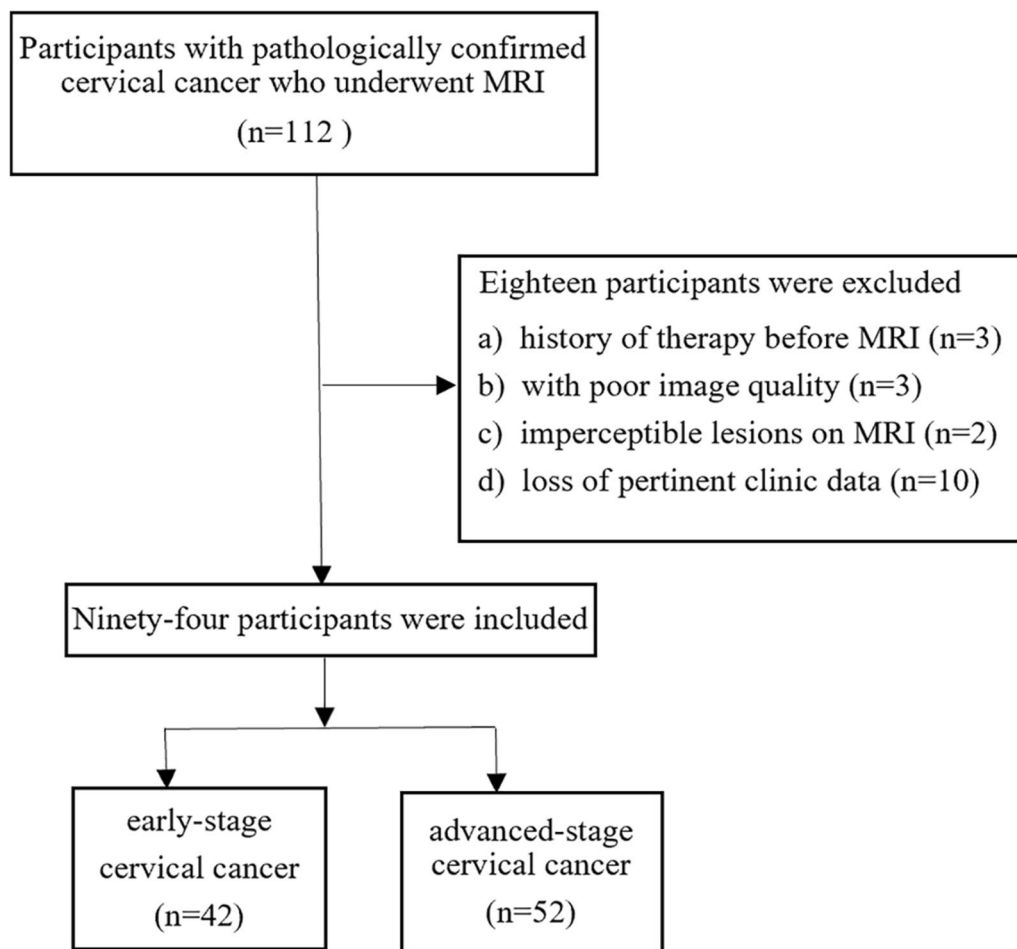 Participants with pathologically confirmed
cervical cancer who underwent MRI
(n=112 )
Eighteen participants were excluded
a) history of therapy before MRI (n=3)
b) with poor image quality (n=3)
c) imperceptible lesions on MRI (n=2)
d) loss of pertinent clinic data (n=10)
Ninety-four participants were included
early-stage
cervical cancer
(n=42)
advanced-stage
cervical cancer
(n=52)